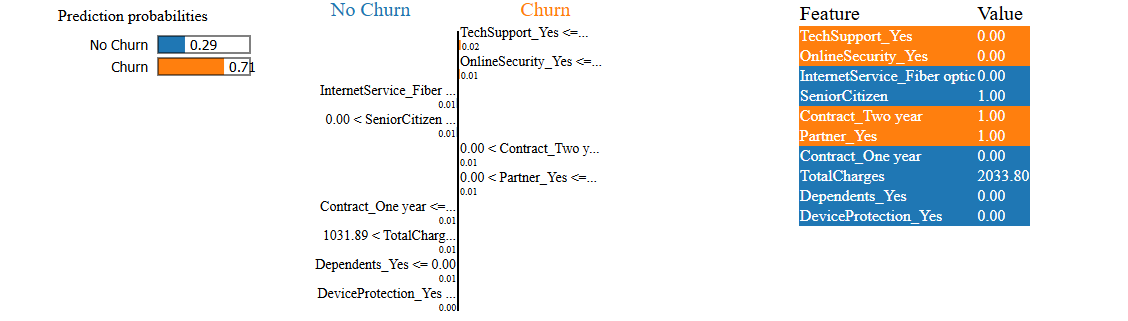 Prediction probabilities
No Churn 0.29
Churn 0.71
No Churn Churn
TechSupport_Yes <=...
0.02
OnlineSecurity_Yes <=...
0.01
InternetService_Fiber ...
0.01
0.00 < SeniorCitizen ...
0.01
0.00 < Contract_Two y...
0.01
0.00 < Partner_Yes <=...
0.01
Contract_One year <=...
0.01
1031.89 < TotalCharg...
0.01
Dependents_Yes <= 0.00
0.01
DeviceProtection_Yes ...
0.00
Feature Value
TechSupport_Yes 0.00
OnlineSecurity_Yes 0.00
InternetService_Fiber optic 0.00
SeniorCitizen 1.00
Contract_Two year 1.00
Partner_Yes 1.00
Contract_One year 0.00
TotalCharges 2033.80
Dependents_Yes 0.00
DeviceProtection_Yes 0.00